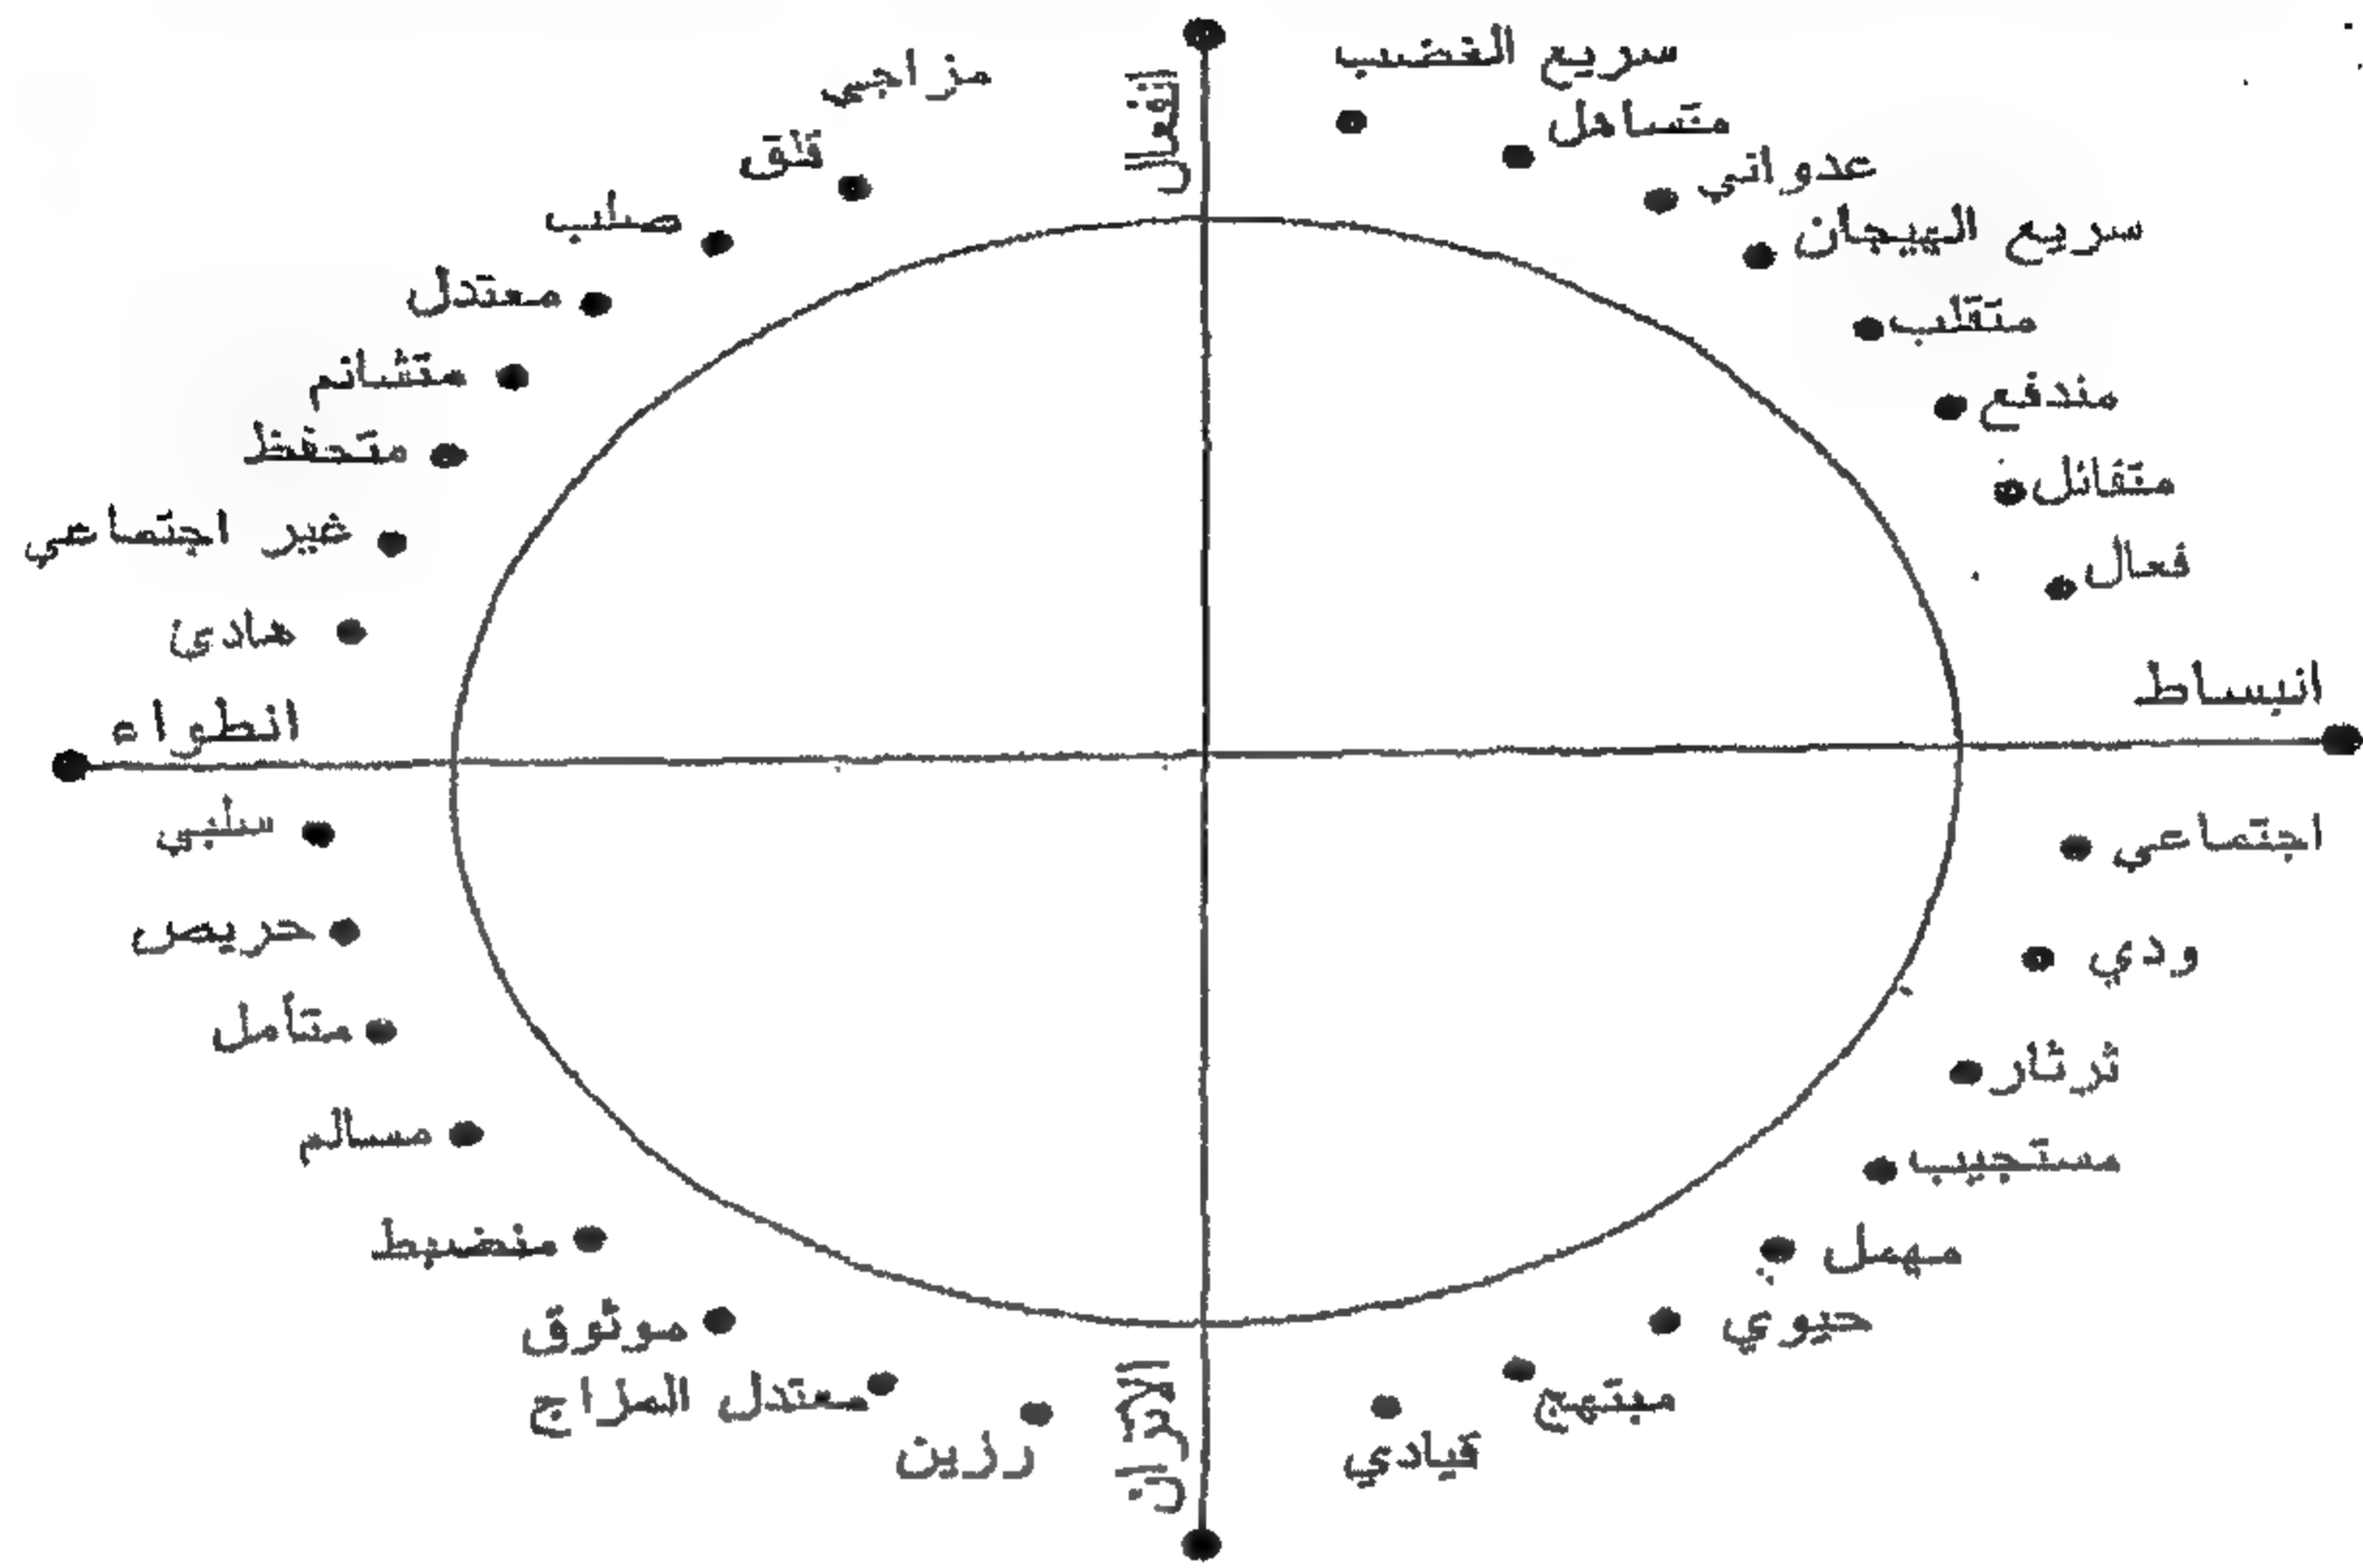 انفعال
سريع الغضب
متساهل
عدواني
سريع الهيجان
متقلب
مندفع
متفائل
فعال
انبساط
اجتماعي
ودي
ثرثار
مستجيب
مهمل
حيوي
مبتهج
قيادي
الاتزان
رزين
معتدل المزاج
موثوق
منضبط
مسالم
متأمل
حريص
سلبي
انطواء
هادئ
غير اجتماعي
متحفظ
متشائم
معتدل
صلب
قلق
مزاجي